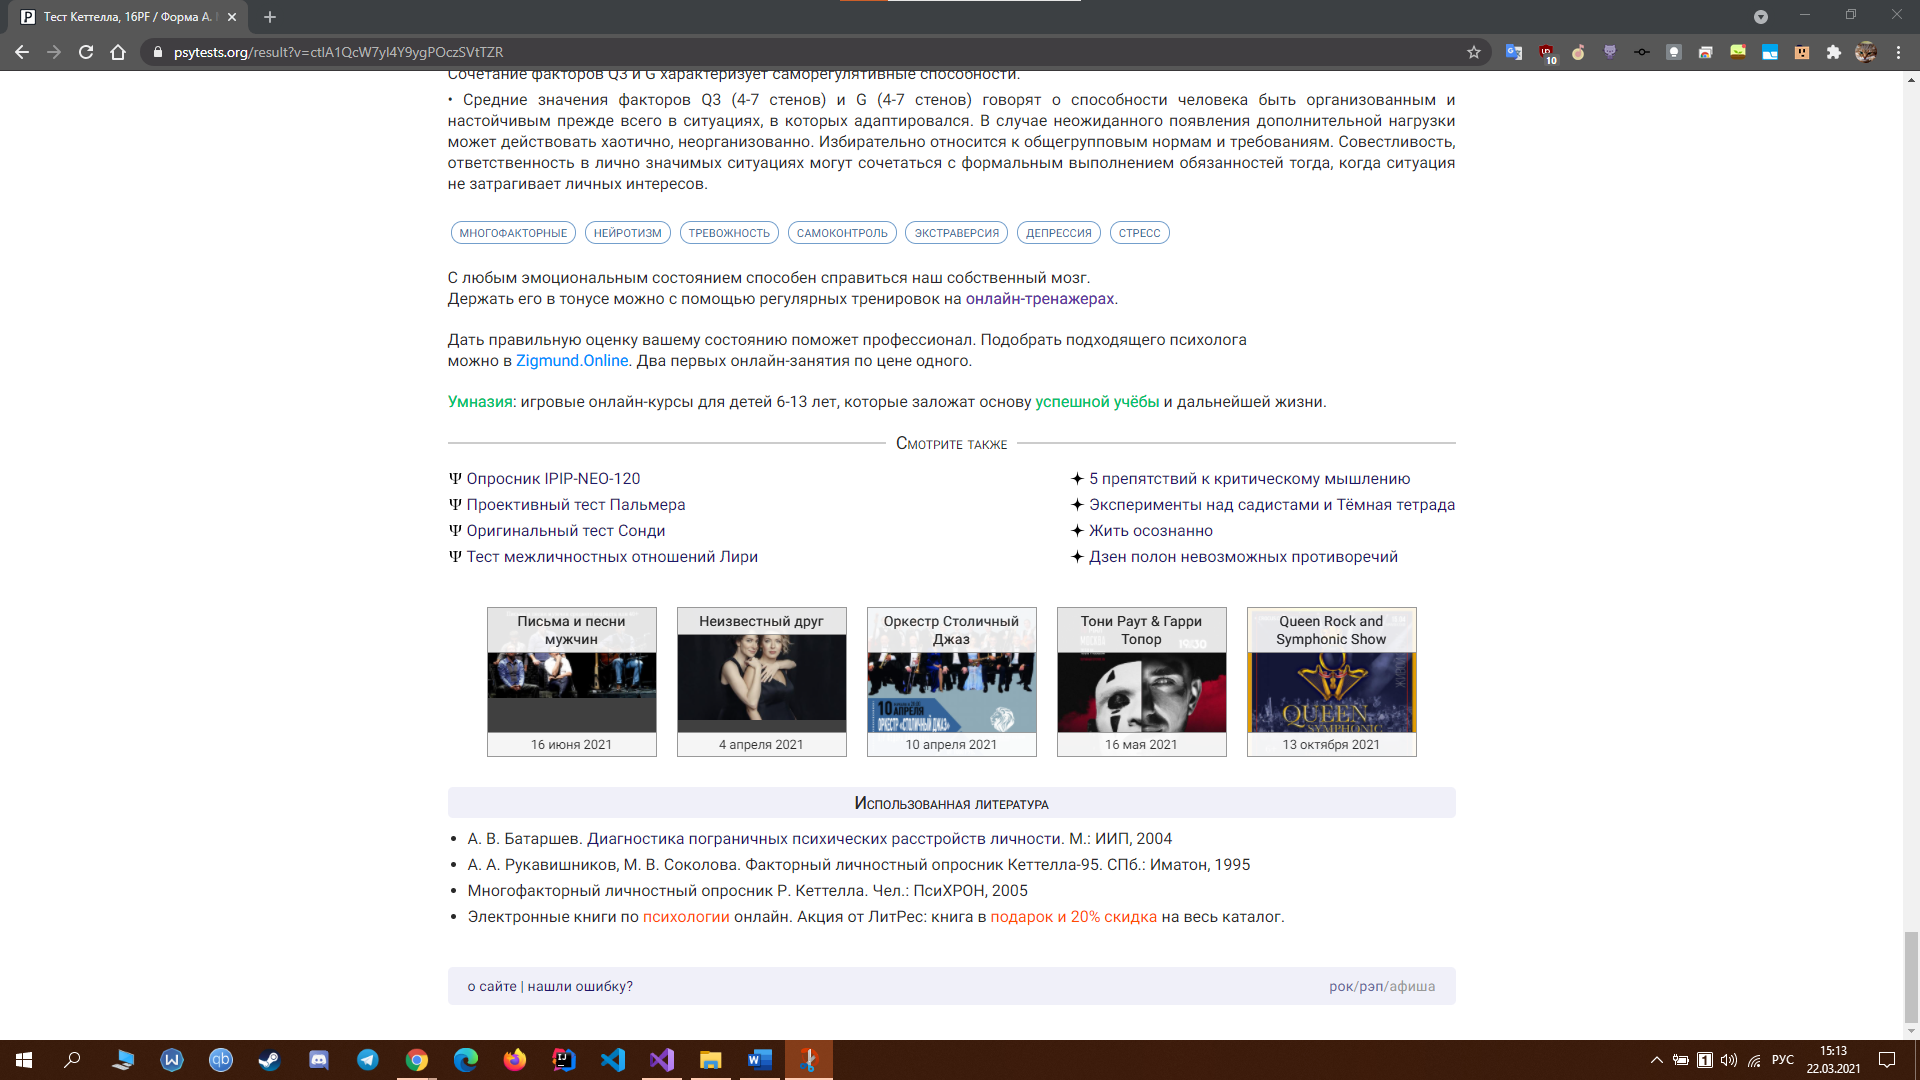 Тест Кеттелла, 16PF / Форма А.
psytests.org/result?v=ctlA1QcW7yl4Y9ygPOczSVtTZR
10
Сочетание факторов Q3 и G характеризует саморегулятивные способности.
• Средние значения факторов Q3 (4-7 стенов) и G (4-7 стенов) говорят о способности человека быть организованным и
настойчивым прежде всего в ситуациях, в которых адаптировался. В случае неожиданного появления дополнительной нагрузки
может действовать хаотично, неорганизованно. Избирательно относится к общегрупповым нормам и требованиям. Совестливость,
ответственность в лично значимых ситуациях могут сочетаться с формальным выполнением обязанностей тогда, когда ситуация
не затрагивает личных интересов.
МНОГОФАКТОРНЫЕ НЕЙРОТИЗМ ТРЕВОЖНОСТЬ САМОКОНТРОЛЬ ЭКСТРАВЕРСИЯ ДЕПРЕССИЯ СТРЕСС
С любым эмоциональным состоянием способен справиться наш собственный мозг.
Держать его в тонусе можно с помощью регулярных тренировок на онлайн-тренажерах.
Дать правильную оценку вашему состоянию поможет профессионал. Подобрать подходящего психолога
можно в Zigmund.Online. Два первых онлайн-занятия по цене одного.
Умназия: игровые онлайн-курсы для детей 6-13 лет, которые заложат основу успешной учёбы и дальнейшей жизни.
Смотрите также
Ψ Опросник IPIP-NEO-120
Ψ Проективный тест Пальмера
Ψ Оригинальный тест Сонди
Ψ Тест межличностных отношений Лири
✦ 5 препятствий к критическому мышлению
✦ Эксперименты над садистами и Тёмная тетрада
✦ Жить осознанно
✦ Дзен полон невозможных противоречий
Письма и песни
мужчин
16 июня 2021
Неизвестный друг
4 апреля 2021
Оркестр Столичный
Джаз
10 АПРЕЛЯ
ОРКЕСТР «СТОЛИЧНЫЙ ДЖАЗ»
10 апреля 2021
Тони Раут & Гарри
Топор
19:30
16 мая 2021
Queen Rock and
Symphonic Show
QUEEN
SYMPHONIC
13 октября 2021
Использованная литература
• А. В. Батаршев. Диагностика пограничных психических расстройств личности. М.: ИИП, 2004
• А. А. Рукавишников, М. В. Соколова. Факторный личностный опросник Кеттелла-95. СПб.: Иматон, 1995
• Многофакторный личностный опросник Р. Кеттелла. Чел.: ПсиХРОН, 2005
• Электронные книги по психологии онлайн. Акция от ЛитРес: книга в подарок и 20% скидка на весь каталог.
о сайте | нашли ошибку?
рок/рэп/афиша
РУС
15:13
22.03.2021